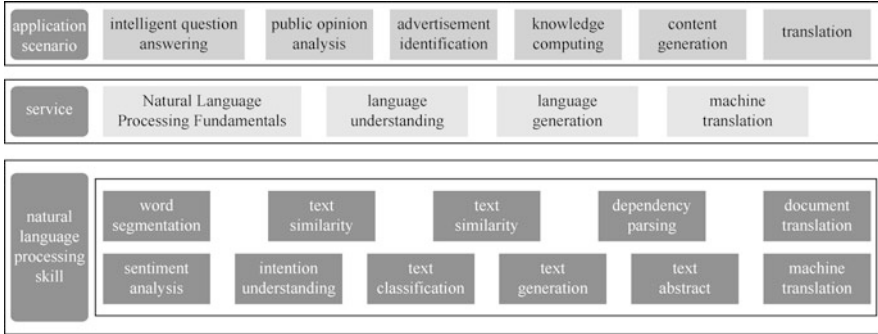 application
scenario
intelligent question
answering
public opinion
analysis
advertisement
identification
knowledge
computing
content
generation
translation
service
Natural Language
Processing Fundamentals
language
understanding
language
generation
machine
translation
natural
language
processing
skill
word
segmentation
text
similarity
text
similarity
dependency
parsing
document
translation
sentiment
analysis
intention
understanding
text
classification
text
generation
text
abstract
machine
translation